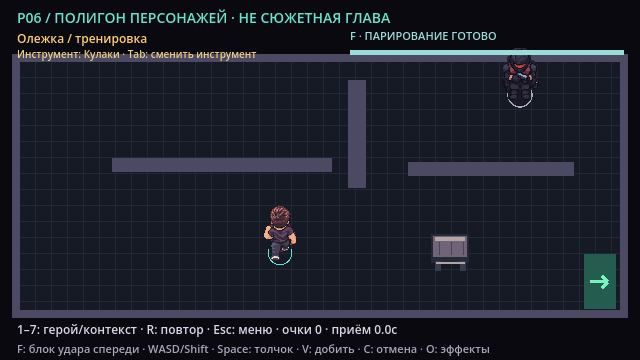 P06 / ПОЛИГОН ПЕРСОНАЖЕЙ · НЕ СЮЖЕТНАЯ ГЛАВА
Олежка / тренировка
F · ПАРИРОВАНИЕ ГОТОВО
Инструмент: Кулаки · Tab: сменить инструмент
1–7: герой/контекст · R: повтор · Esc: меню · очки 0 · приём 0.0с
F: блок удара спереди · WASD/Shift · Space: толчок · V: добить · C: отмена · O: эффекты